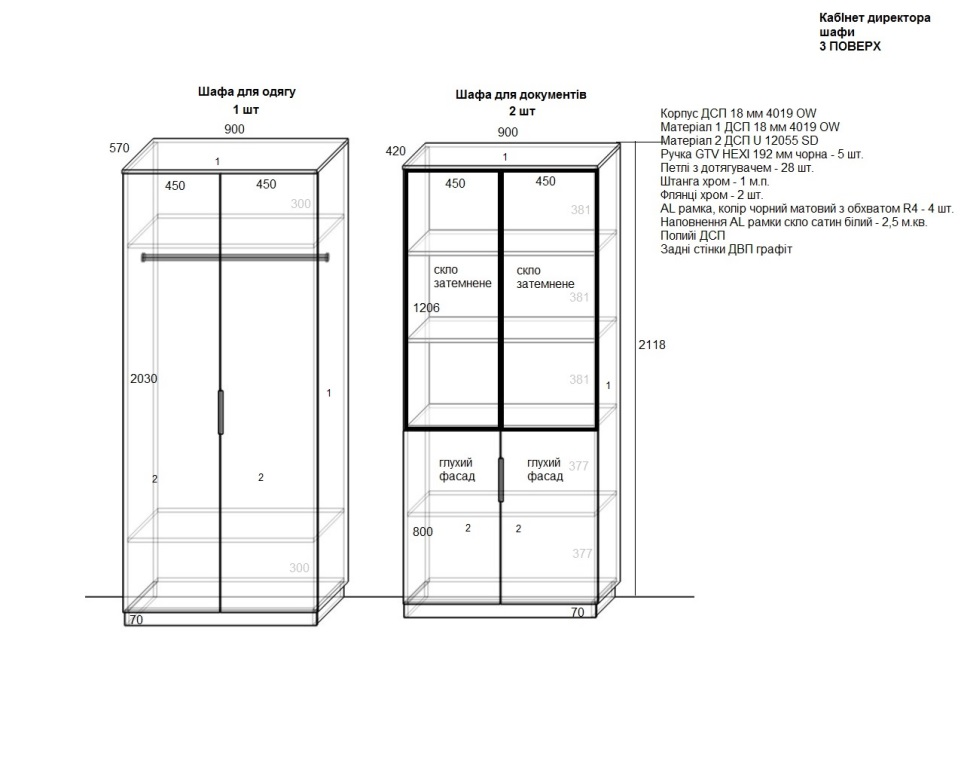 КабІнет директора
шафи
3 ПОВЕРХ
Шафа для одягу
1 шт
900
570
1
450
450
300
2030
1
2
2
300
70
Шафа для документів
2 шт
900
420
1
450
450
381
скло
затемнене
скло
затемнене
381
1206
2118
381
1
глухий
фасад
глухий
фасад
377
800
2
2
377
70
Корпус ДСП 18 мм 4019 OW
Матеріал 1 ДСП 18 мм 4019 OW
Матеріал 2 ДСП U 12055 SD
Ручка GTV HEXI 192 мм чорна - 5 шт.
Петлі з дотягувачем - 28 шт.
Штанга хром - 1 м.п.
Флянці хром - 2 шт.
AL рамка, копір чорний матовий з обхватом R4 - 4 шт.
Наповнення AL рамки скло сатин білий - 2,5 м.кв.
Полиїй ДСП
Задні стінки ДВП графіт